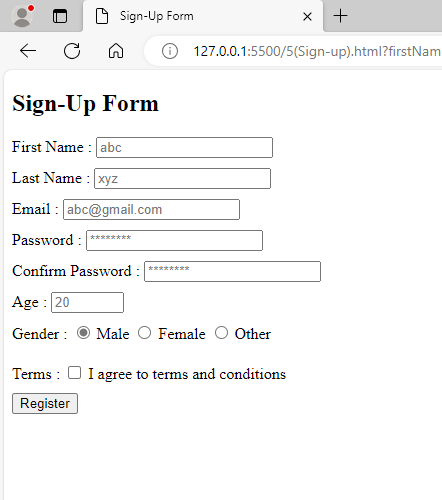 Sign-Up Form
127.0.0.1:5500/5(Sign-up).html?firstNam
Sign-Up Form
First Name : abc
Last Name : xyz
Email : abc@gmail.com
Password : ********
Confirm Password : ********
Age : 20
Gender : Male Female Other
Terms : I agree to terms and conditions
Register